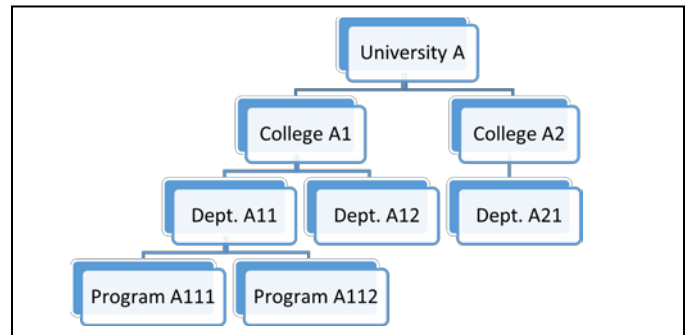 University A
College A1
College A2
Dept. A11
Dept. A12
Dept. A21
Program A111
Program A112